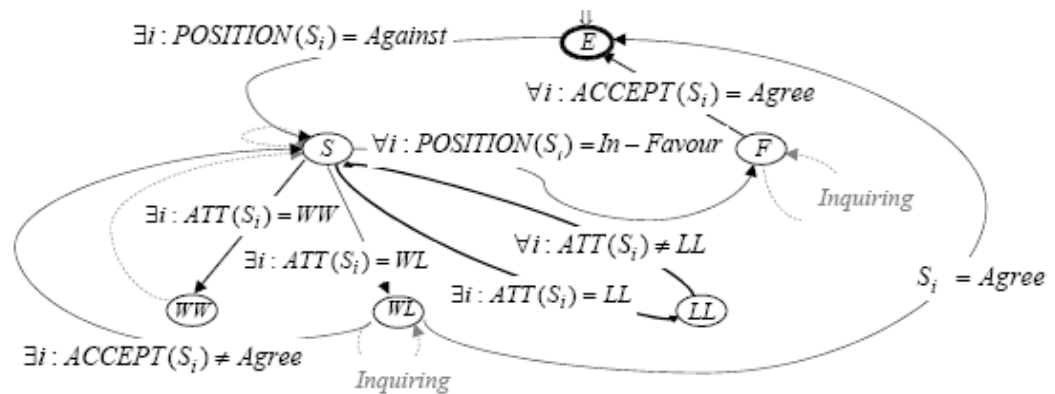 ∃i : POSITION(S_i) = Against
E
∀i : ACCEPT(S_i) = Agree
S
∀i : POSITION(S_i) = In − Favour
F
Inquiring
∃i : ATT(S_i) = WW
∀i : ATT(S_i) ≠ LL
∃i : ATT(S_i) = WL
∃i : ATT(S_i) = LL
S_i = Agree
WW
WL
LL
∃i : ACCEPT(S_i) ≠ Agree
Inquiring